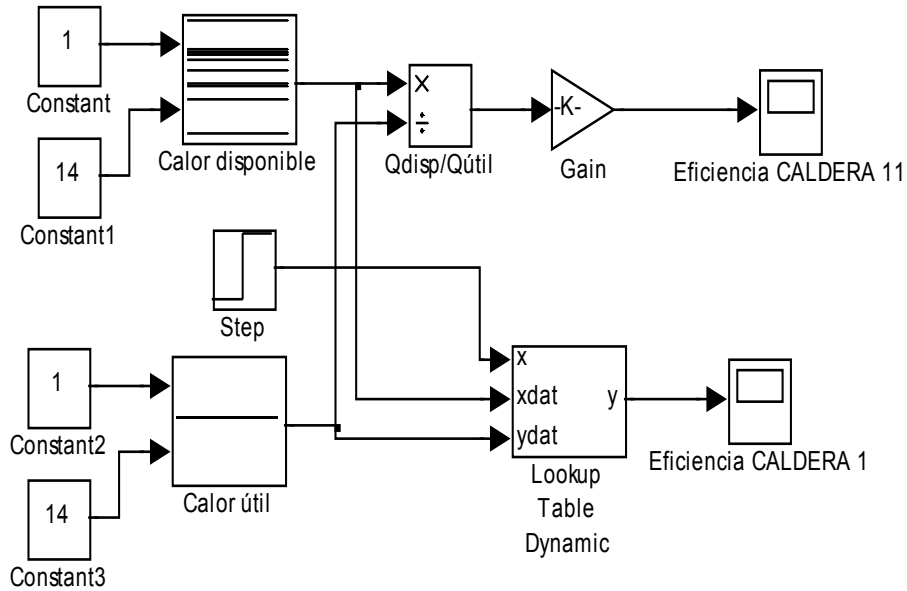 1
Constant
14
Constant1
Calor disponible
X
÷
Qdisp/Qútil
-K-
Gain
Eficiencia CALDERA 11
Step
1
Constant2
14
Constant3
Calor útil
x
xdat
ydat
y
Lookup
Table
Dynamic
Eficiencia CALDERA 1